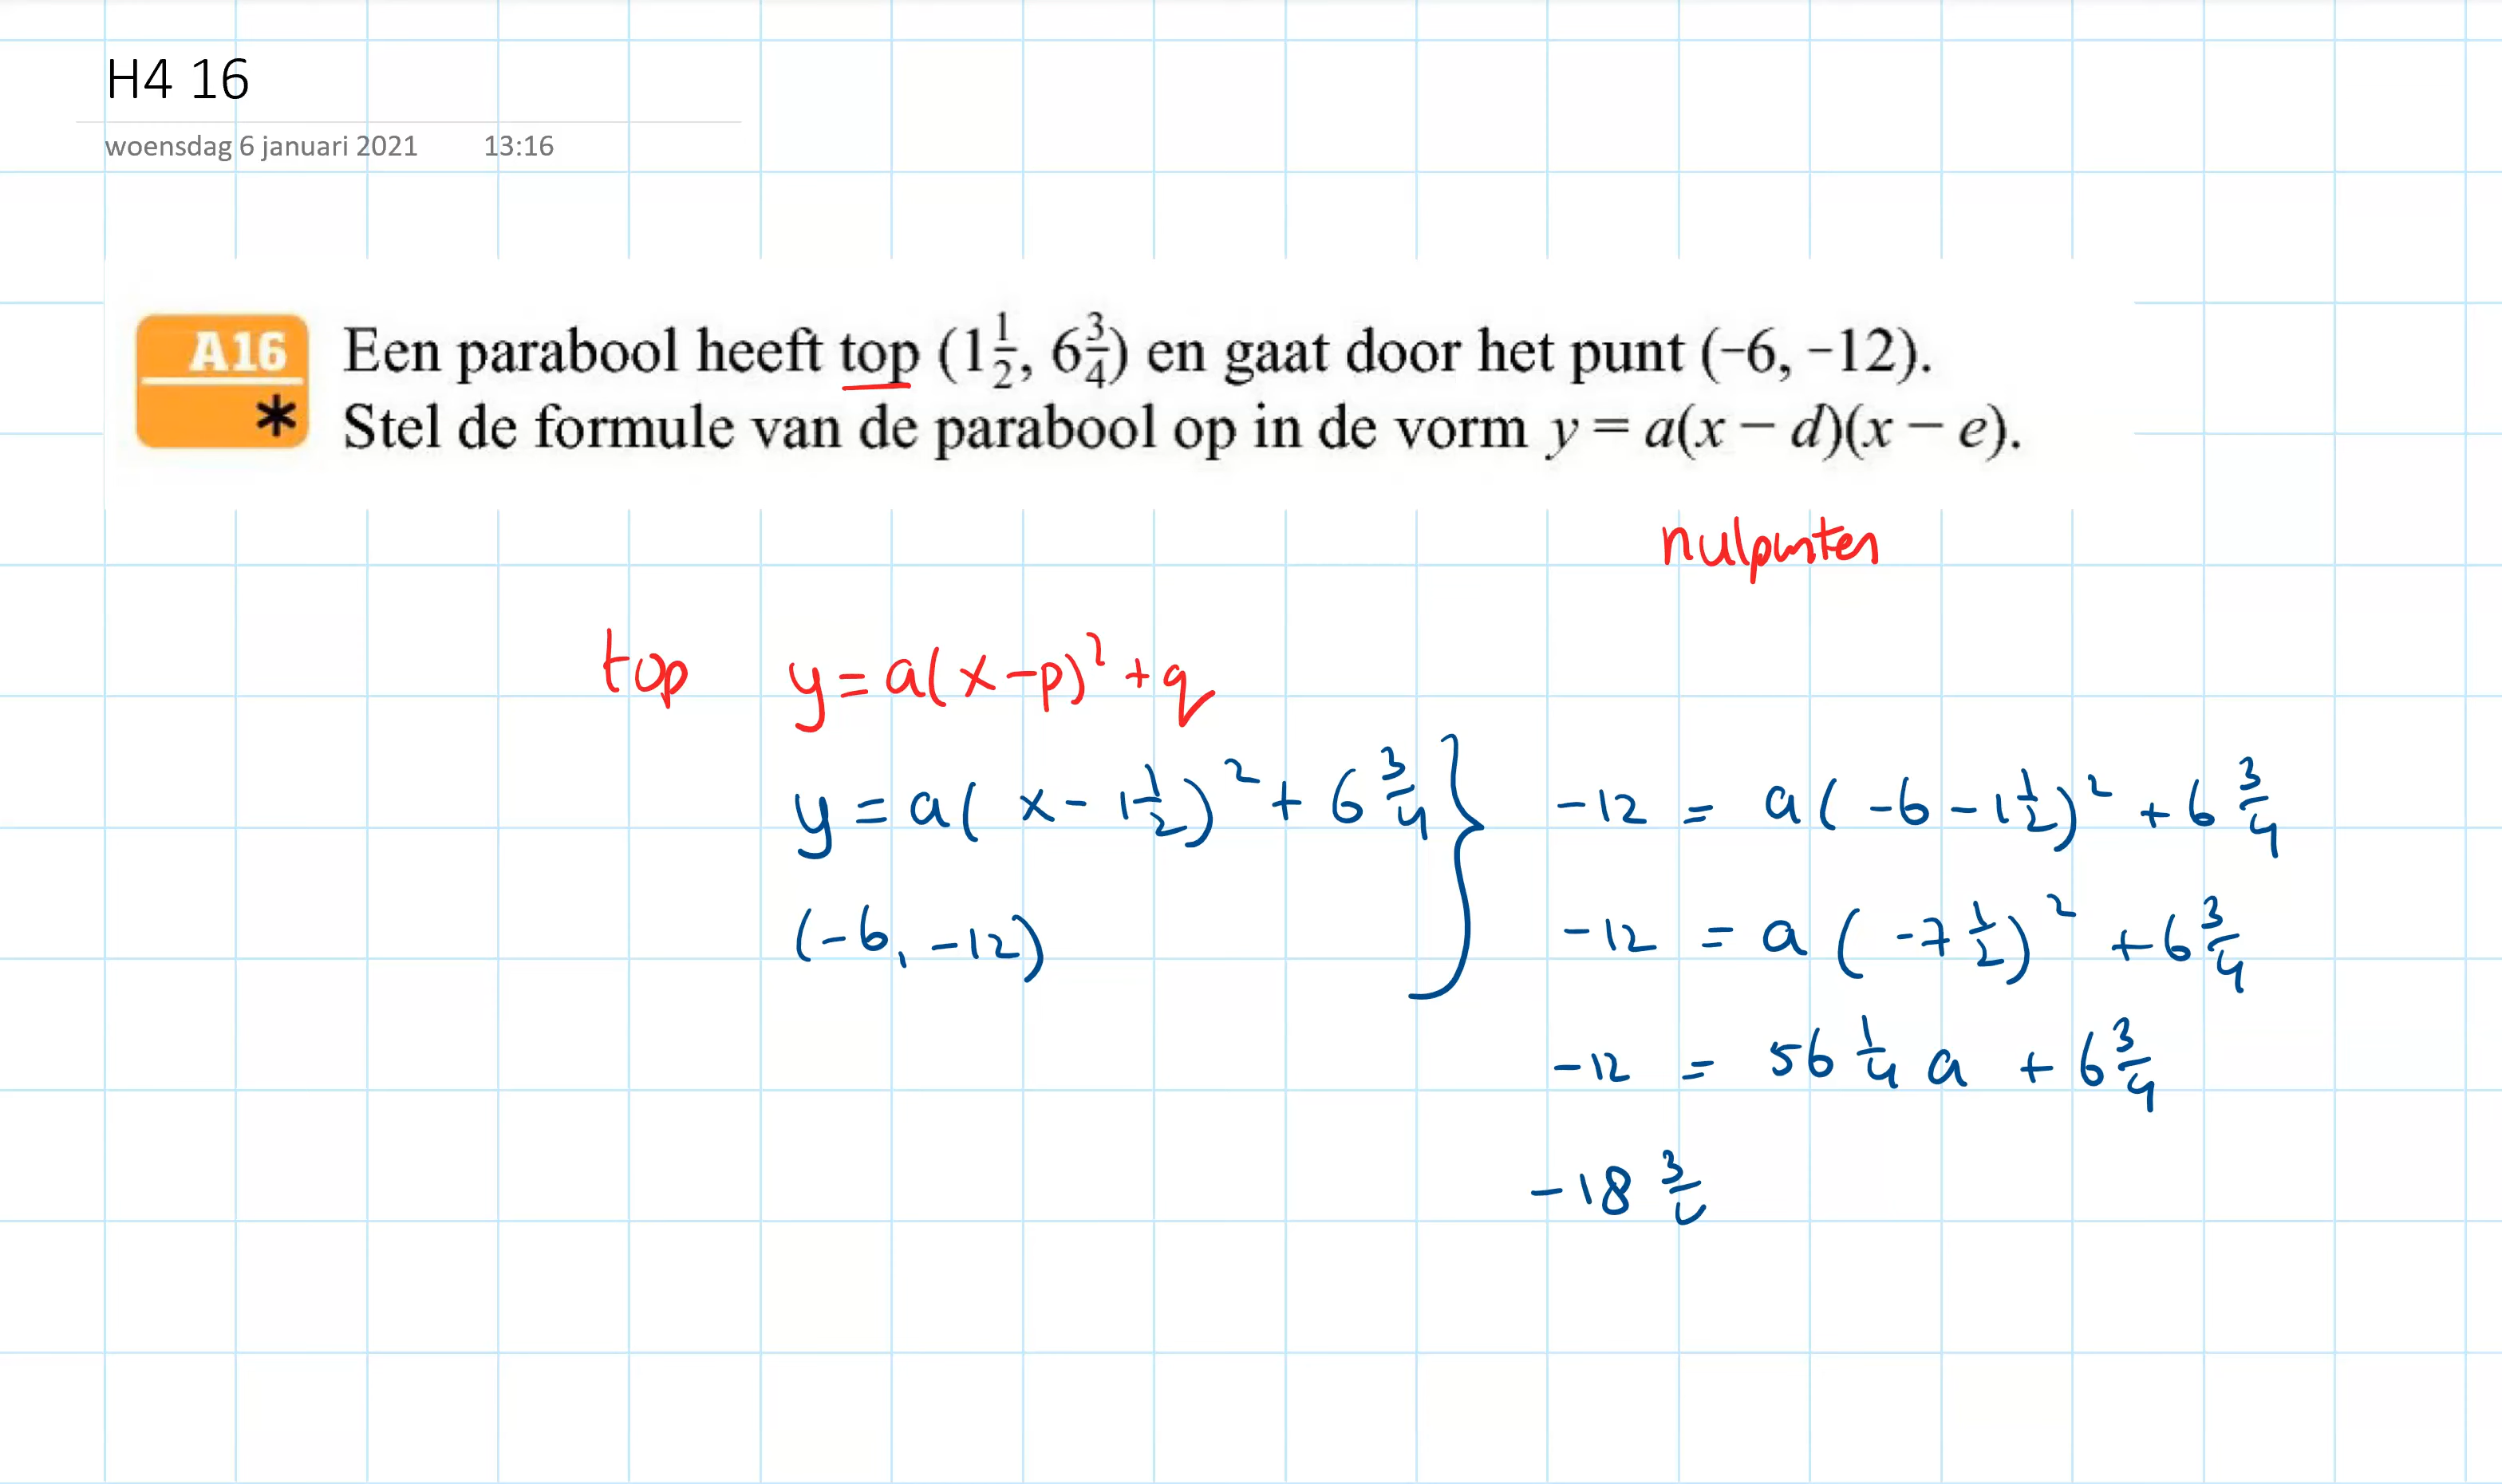 H4 16
woensdag 6 januari 2021 13:16
A16 Een parabool heeft top (1½, 6¾) en gaat door het punt (−6, −12).
* Stel de formule van de parabool op in de vorm y = a(x − d)(x − e).
nulpunten
top y = a(x−p)² + q
y = a(x − 1½)² + 6¾ } −12 = a(−6 − 1½)² + 6¾
(−6, −12) −12 = a(−7½)² + 6¾
−12 = 56¼ a + 6¾
−18¾